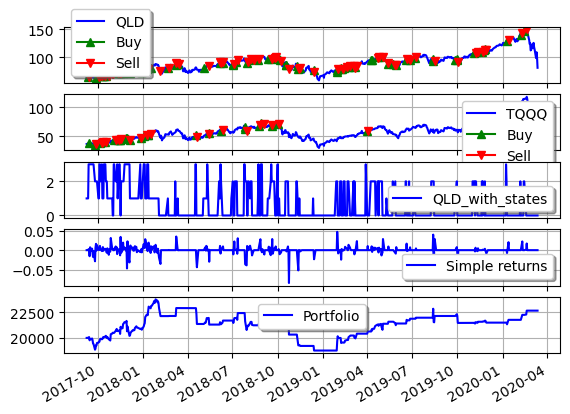 150
100
QLD
Buy
Sell
100
50
TQQQ
Buy
Sell
2
0
QLD_with_states
0.05
0.00
−0.05
Simple returns
22500
20000
Portfolio
2017-10
2018-01
2018-04
2018-07
2018-10
2019-01
2019-04
2019-07
2019-10
2020-01
2020-04